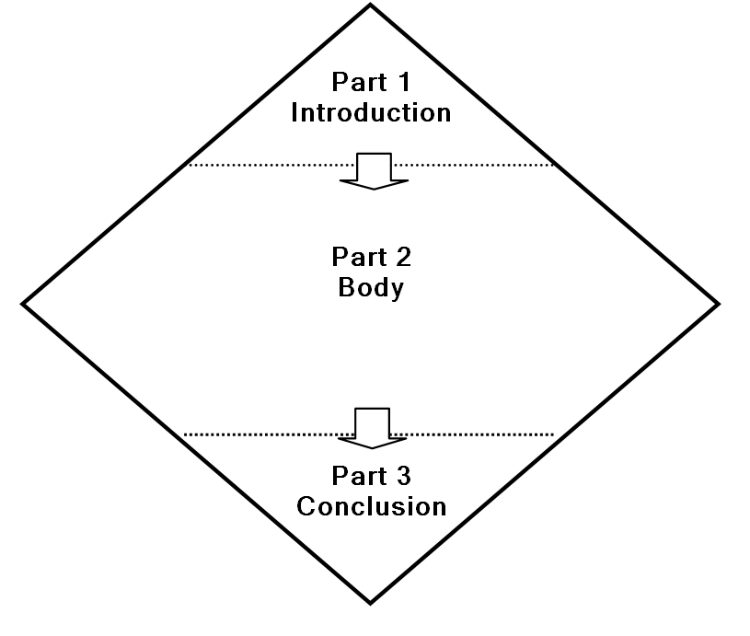 Part 1
Introduction
Part 2
Body
Part 3
Conclusion